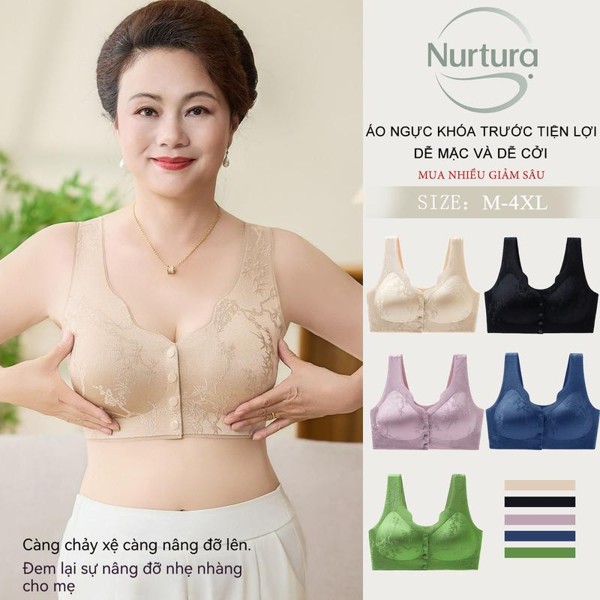 Nurtura
ÁO NGỰC KHÓA TRƯỚC TIỆN LỢI
DỄ MẶC VÀ DỄ CỞI
MUA NHIỀU GIẢM SÂU
SIZE: M-4XL
Càng chảy xệ càng nâng đỡ lên.
Đem lại sự nâng đỡ nhẹ nhàng
cho mẹ